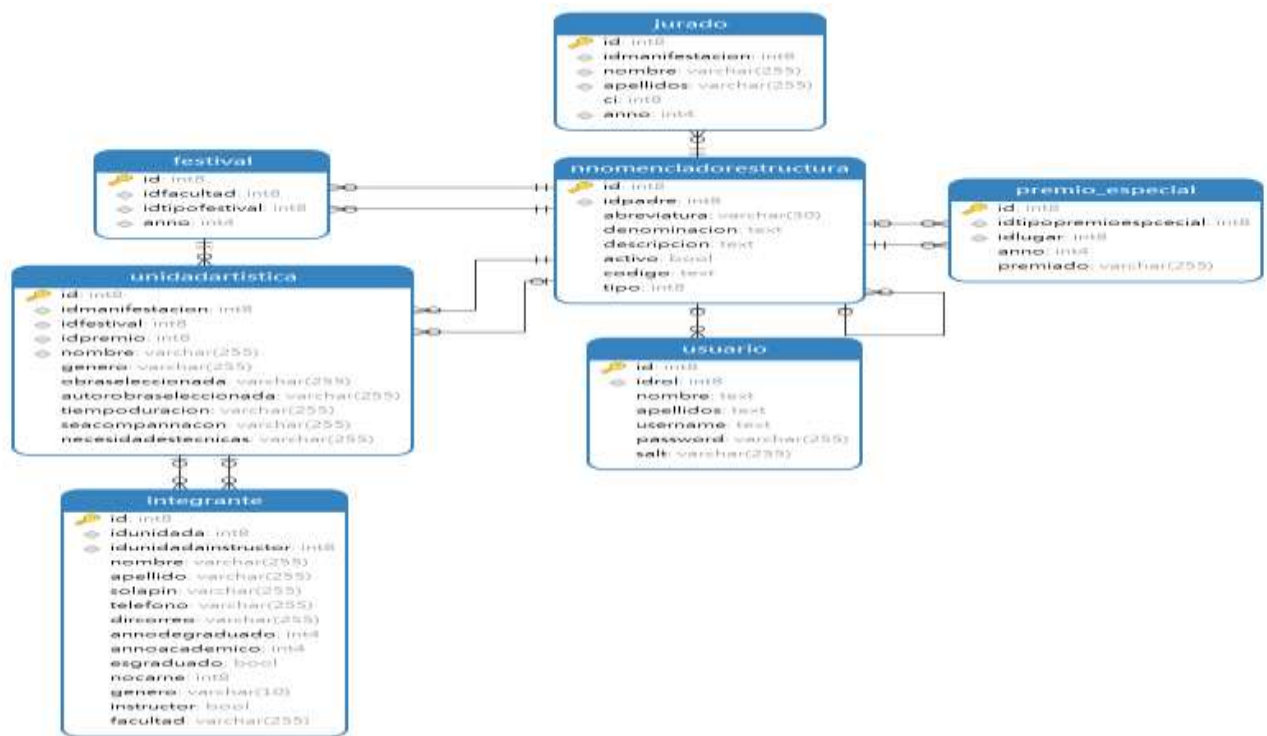 jurado
id: int8
idmanifestacion: int8
nombre: varchar(255)
apellidos: varchar(255)
ci: int8
anno: int4
festival
id: int8
idfacultad: int8
idtipofestival: int8
anno: int4
nnomencladorestructura
id: int8
idpadre: int8
abreviatura: varchar(30)
denominacion: text
descripcion: text
activo: bool
codigo: text
tipo: int8
premio_especial
id: int8
idtipopremioespcecial: int8
idlugar: int8
anno: int4
premiado: varchar(255)
unidadartistica
id: int8
idmanifestacion: int8
idfestival: int8
idpremio: int8
nombre: varchar(255)
genero: varchar(255)
obraseleccionada: varchar(255)
autorobraseleccionada: varchar(255)
tiempoduracion: varchar(255)
seacompannacon: varchar(255)
necesidadestecnicas: varchar(255)
usuario
id: int8
idrol: int8
nombre: text
apellidos: text
username: text
password: varchar(255)
salt: varchar(255)
integrante
id: int8
idunidada: int8
idunidadainstructor: int8
nombre: varchar(255)
apellido: varchar(255)
solapin: varchar(255)
telefono: varchar(255)
dircorreo: varchar(255)
annodegraduado: int4
annoacademico: int4
esgraduado: bool
nocarne: int8
genero: varchar(10)
instructor: bool
facultad: varchar(255)